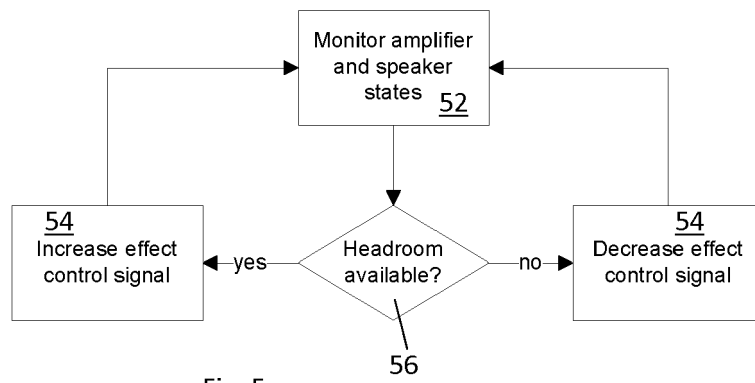 Monitor amplifier
and speaker
states
52
54
Increase effect
control signal
yes
Headroom
available?
no
54
Decrease effect
control signal
56